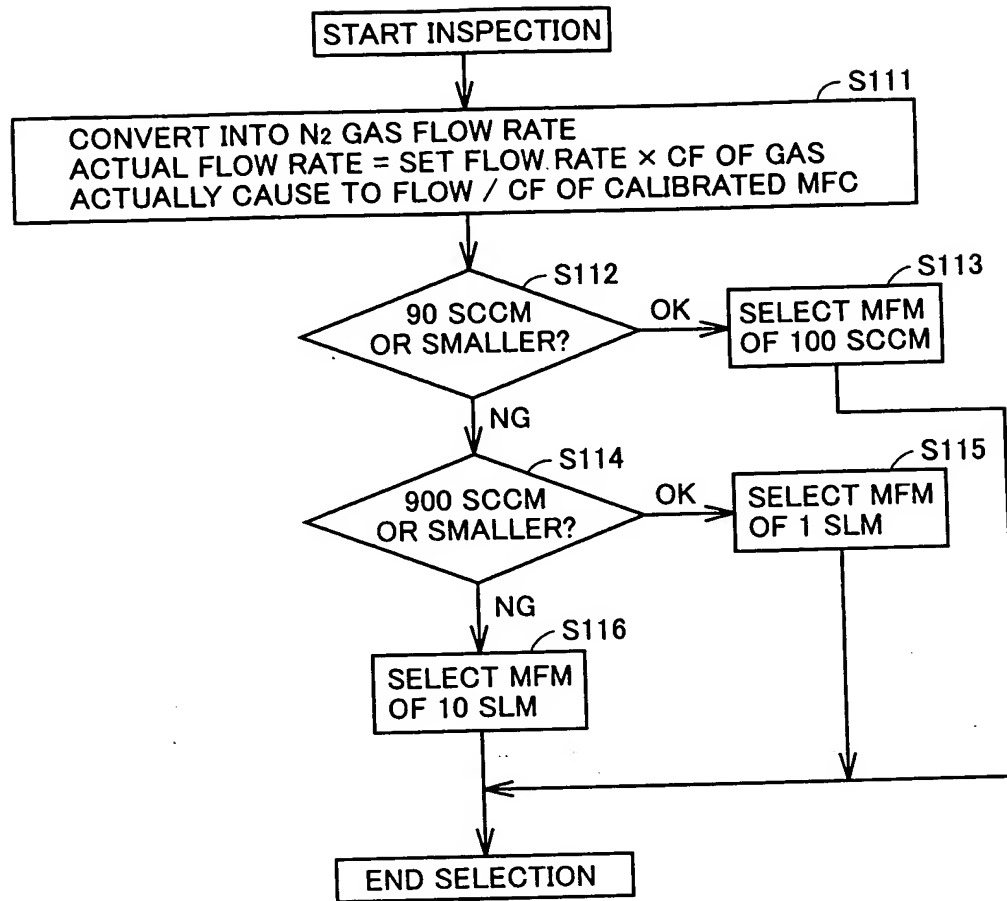 START INSPECTION
S111
CONVERT INTO N2 GAS FLOW RATE
ACTUAL FLOW RATE = SET FLOW RATE × CF OF GAS
ACTUALLY CAUSE TO FLOW / CF OF CALIBRATED MFC
S112
90 SCCM
OR SMALLER?
OK
S113
SELECT MFM
OF 100 SCCM
NG
S114
900 SCCM
OR SMALLER?
OK
S115
SELECT MFM
OF 1 SLM
NG
S116
SELECT MFM
OF 10 SLM
END SELECTION